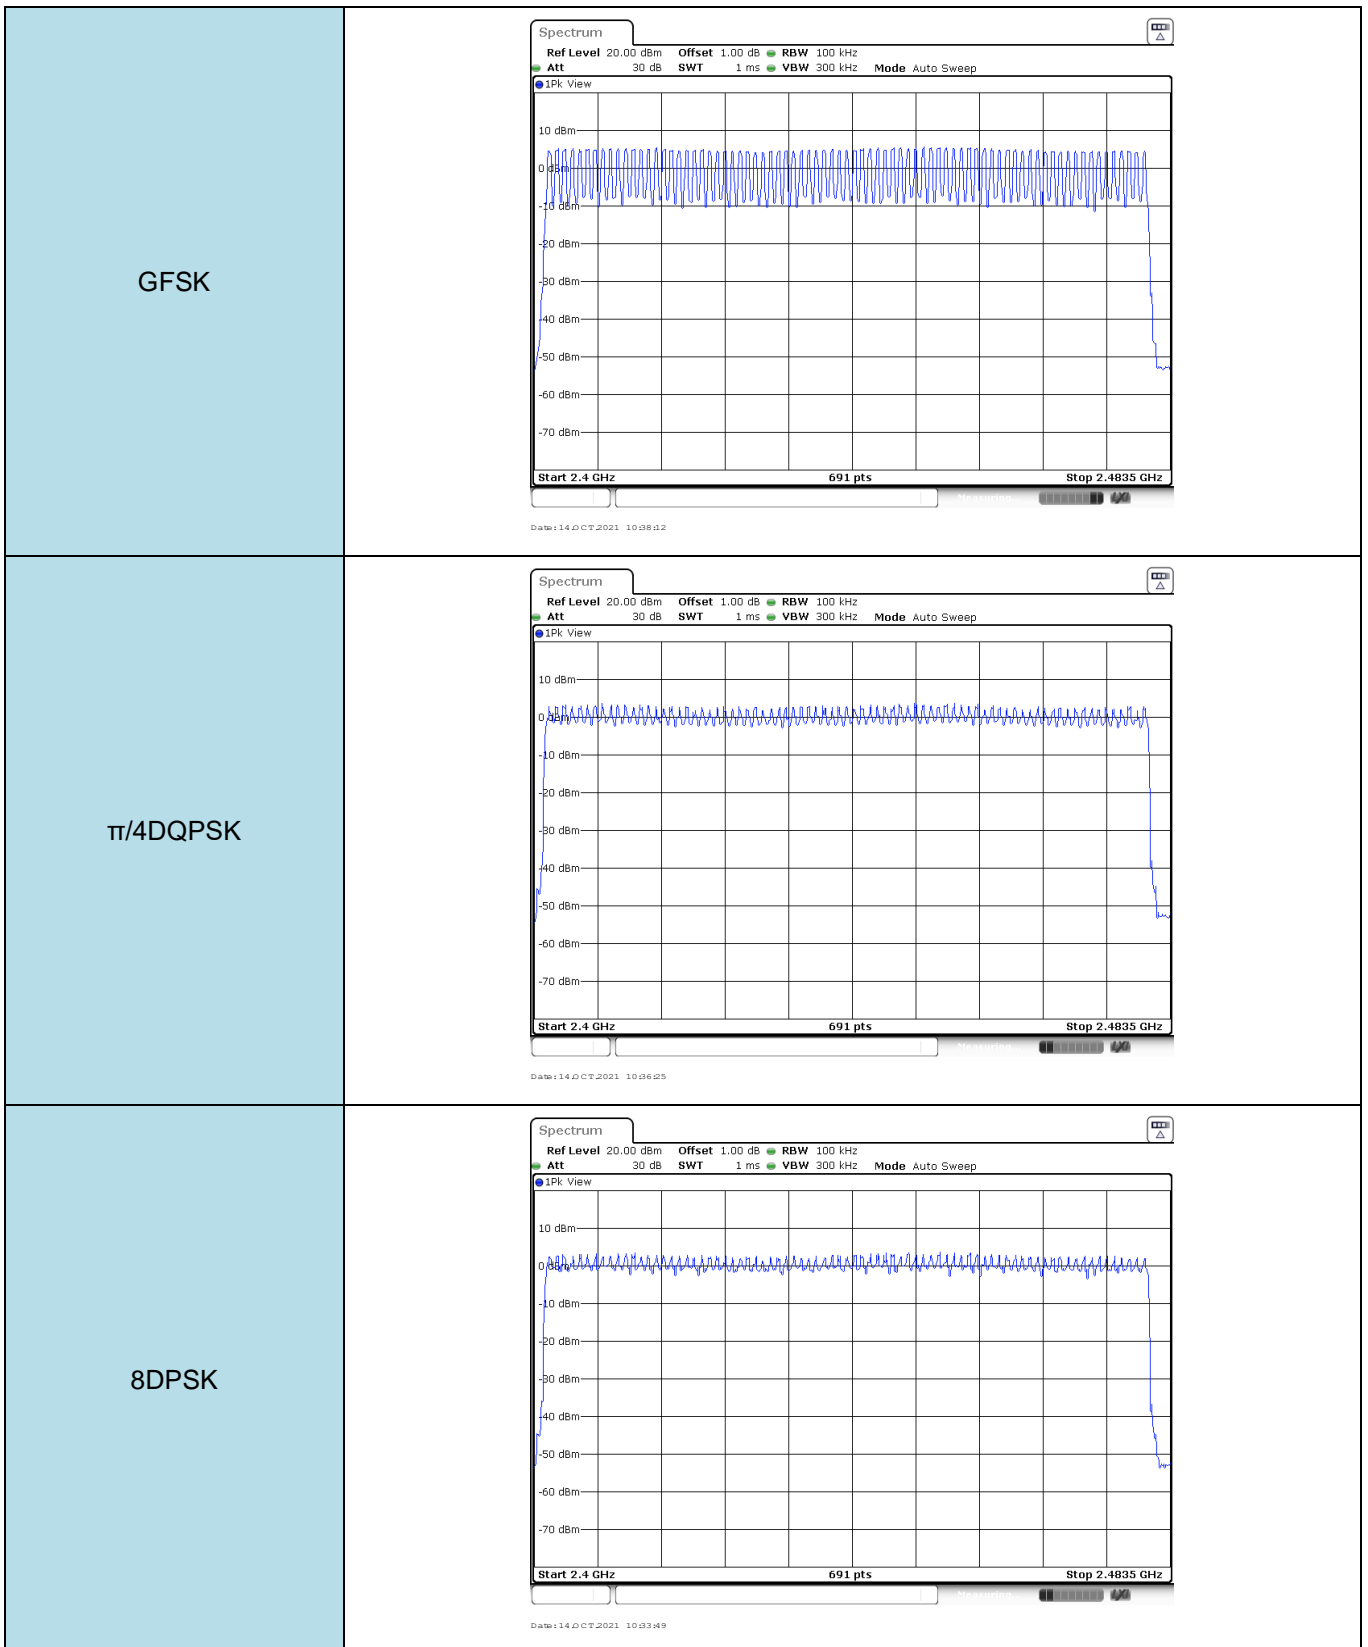 GFSK
Spectrum
Ref Level 20.00 dBm Offset 1.00 dB RBW 100 kHz
Att 30 dB SWT 1 ms VBW 300 kHz Mode Auto Sweep
1Pk View
10 dBm
0 dBm
-10 dBm
-20 dBm
-30 dBm
-40 dBm
-50 dBm
-60 dBm
-70 dBm
Start 2.4 GHz 691 pts Stop 2.4835 GHz
Measuring...
Date: 14.OCT.2021 10:38:12
π/4DQPSK
Spectrum
Ref Level 20.00 dBm Offset 1.00 dB RBW 100 kHz
Att 30 dB SWT 1 ms VBW 300 kHz Mode Auto Sweep
1Pk View
10 dBm
0 dBm
-10 dBm
-20 dBm
-30 dBm
-40 dBm
-50 dBm
-60 dBm
-70 dBm
Start 2.4 GHz 691 pts Stop 2.4835 GHz
Measuring...
Date: 14.OCT.2021 10:36:25
8DPSK
Spectrum
Ref Level 20.00 dBm Offset 1.00 dB RBW 100 kHz
Att 30 dB SWT 1 ms VBW 300 kHz Mode Auto Sweep
1Pk View
10 dBm
0 dBm
-10 dBm
-20 dBm
-30 dBm
-40 dBm
-50 dBm
-60 dBm
-70 dBm
Start 2.4 GHz 691 pts Stop 2.4835 GHz
Measuring...
Date: 14.OCT.2021 10:33:49